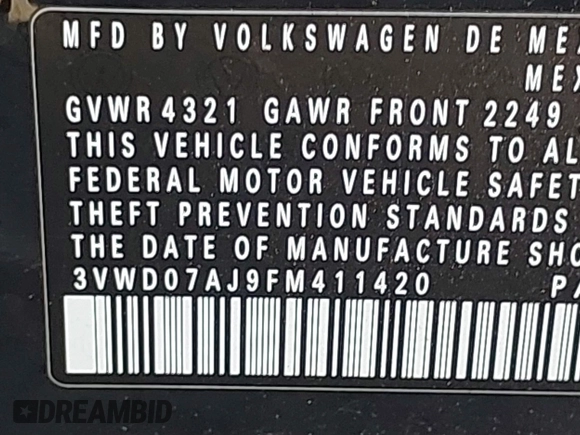 MFD BY VOLKSWAGEN DE ME
MEX
GVWR 4321 GAWR FRONT 2249
THIS VEHICLE CONFORMS TO AL
FEDERAL MOTOR VEHICLE SAFET
THEFT PREVENTION STANDARDS
THE DATE OF MANUFACTURE SHO
3VWD07AJ9FM411420 PA
DREAMBID